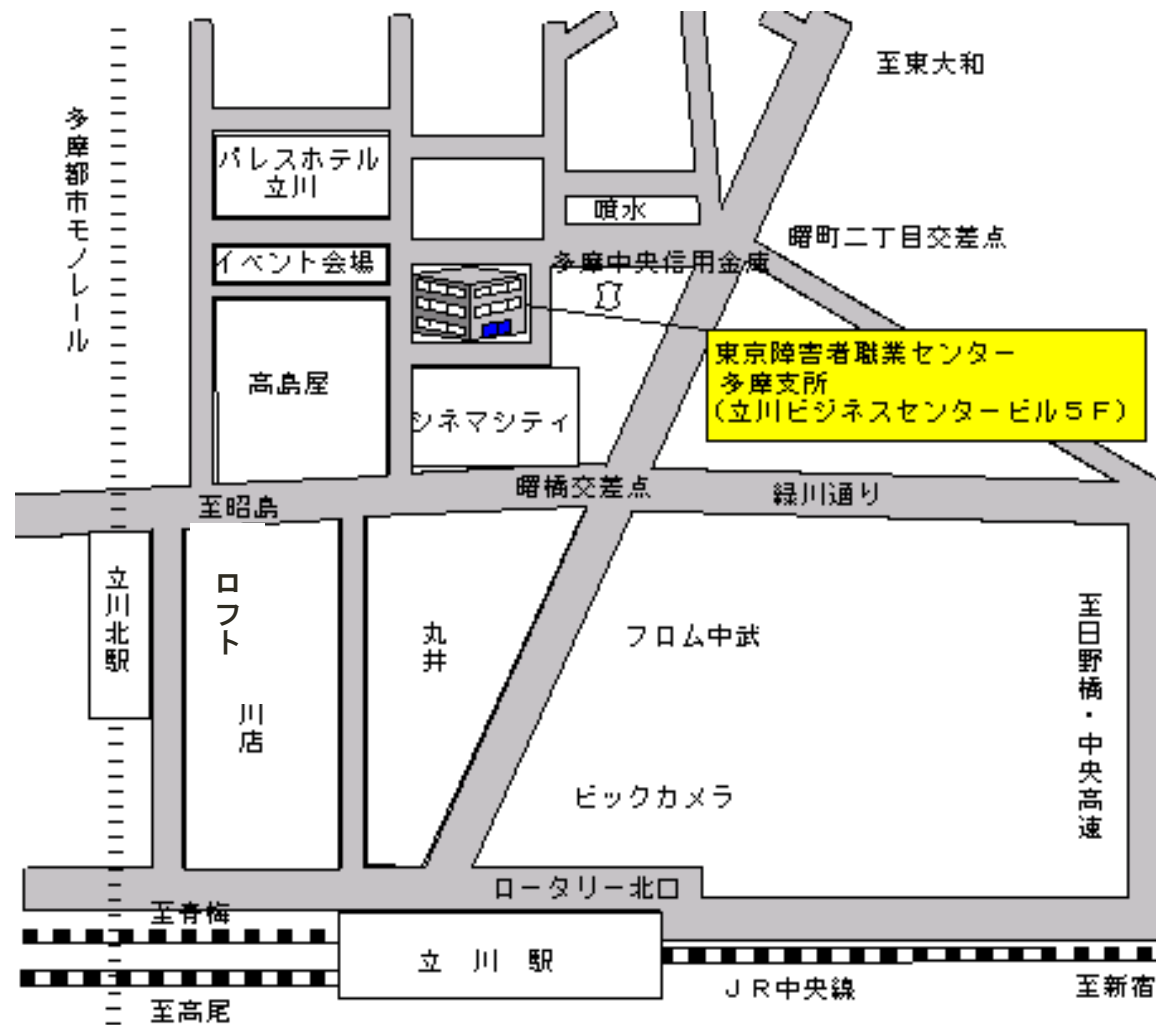 至東大和
多摩都市モノレール
パレスホテル
立川
噴水
曙町二丁目交差点
イベント会場
多摩中央信用金庫
東京障害者職業センター
多摩支所
(立川ビジネスセンタービル5F)
高島屋
シネマシティ
曙橋交差点
緑川通り
至昭島
立川北駅
ロフト
川店
丸井
フロム中武
至日野橋・中央高速
ビックカメラ
ロータリー北口
至青梅
立川駅
JR中央線
至新宿
至高尾